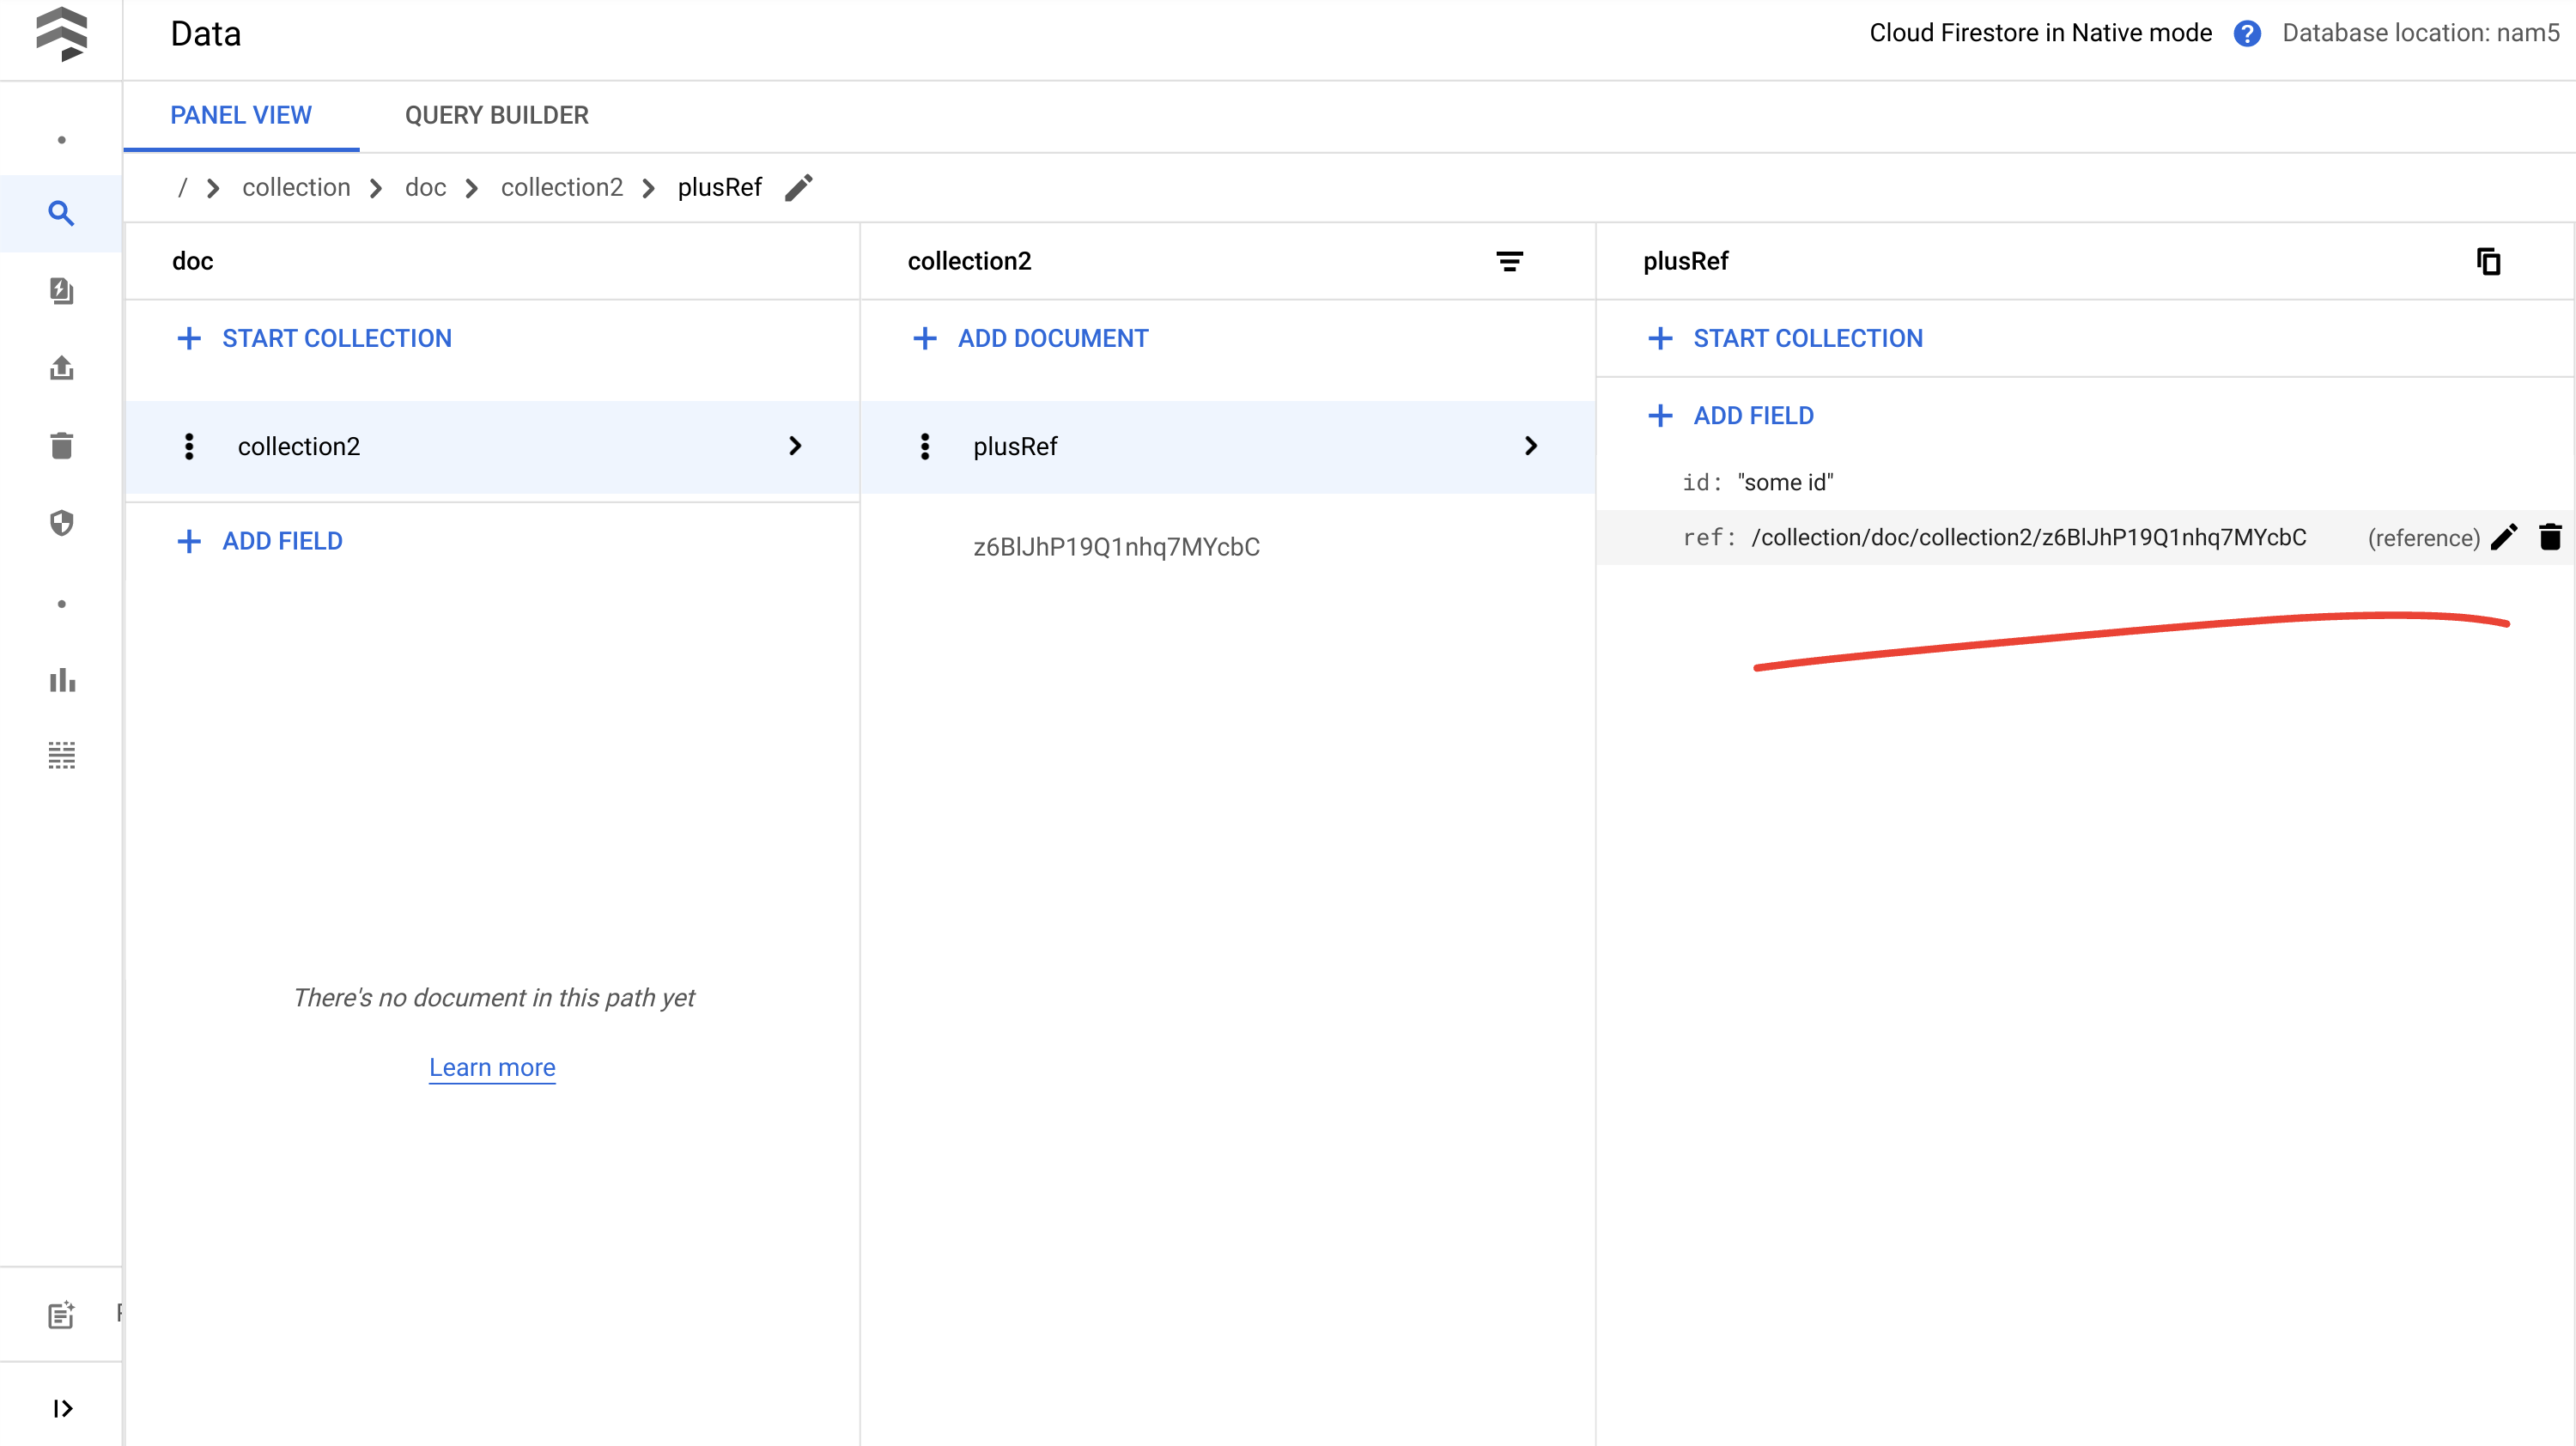 Data
Cloud Firestore in Native mode ? Database location: nam5
PANEL VIEW QUERY BUILDER
/ collection doc collection2 plusRef
doc
START COLLECTION
collection2
ADD FIELD
There's no document in this path yet
Learn more
collection2
ADD DOCUMENT
plusRef
z6BlJhP19Q1nhq7MYcbC
plusRef
START COLLECTION
ADD FIELD
id: "some id"
ref: /collection/doc/collection2/z6BlJhP19Q1nhq7MYcbC (reference)